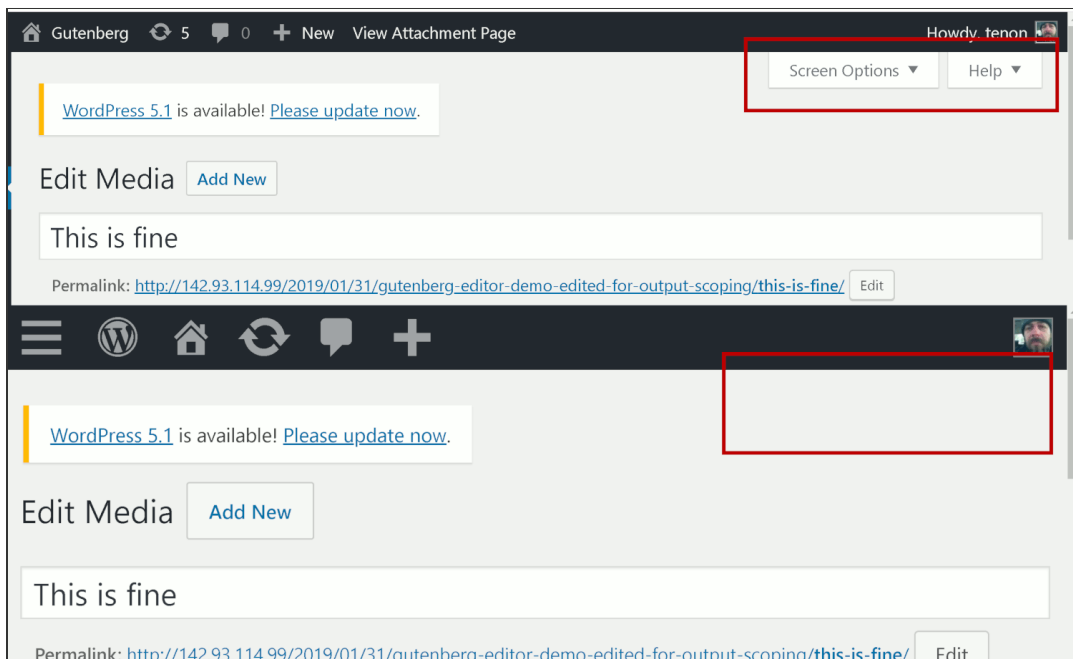 Gutenberg 5 0 New View Attachment Page Howdy, tenon
Screen Options ▼ Help ▼
WordPress 5.1 is available! Please update now.
Edit Media Add New
This is fine
Permalink: http://142.93.114.99/2019/01/31/gutenberg-editor-demo-edited-for-output-scoping/this-is-fine/ Edit
WordPress 5.1 is available! Please update now.
Edit Media Add New
This is fine
Permalink: http://142.93.114.99/2019/01/31/gutenberg-editor-demo-edited-for-output-scoping/this-is-fine/ Edit